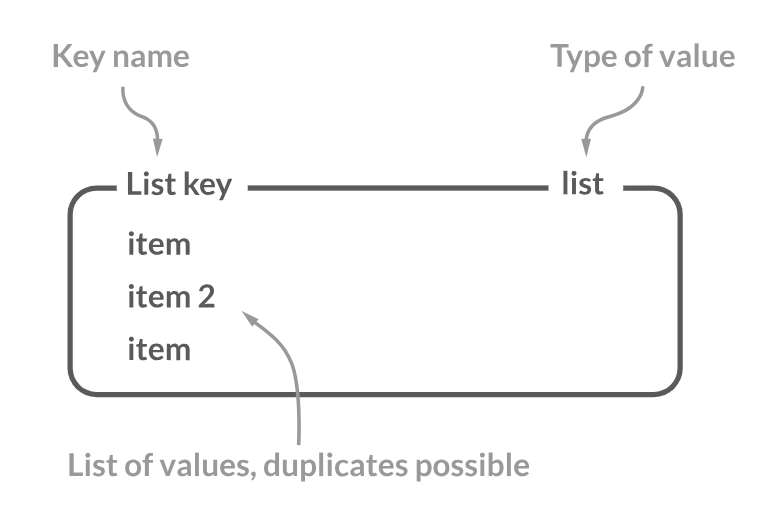 Key name
Type of value
List key
list
item
item 2
item
List of values, duplicates possible